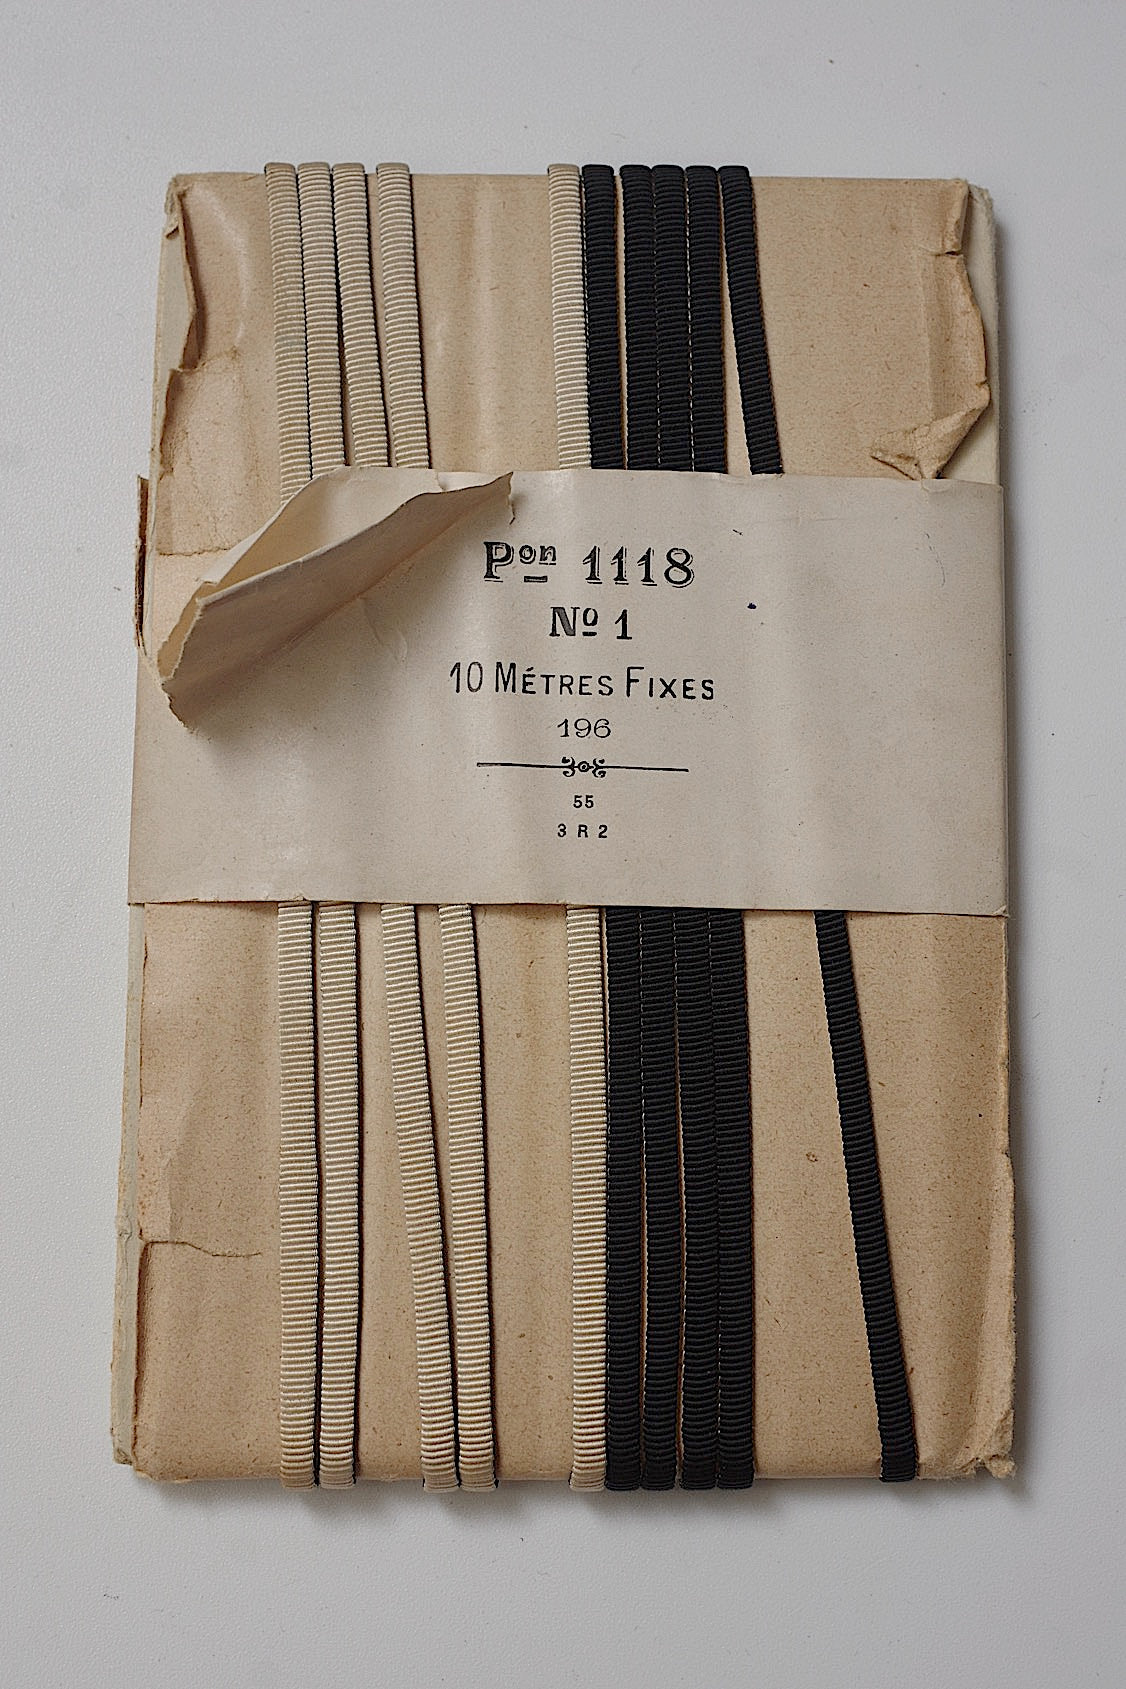 Pon 1118
Nº 1
10 MÉTRES FIXES
196
55
3 R 2